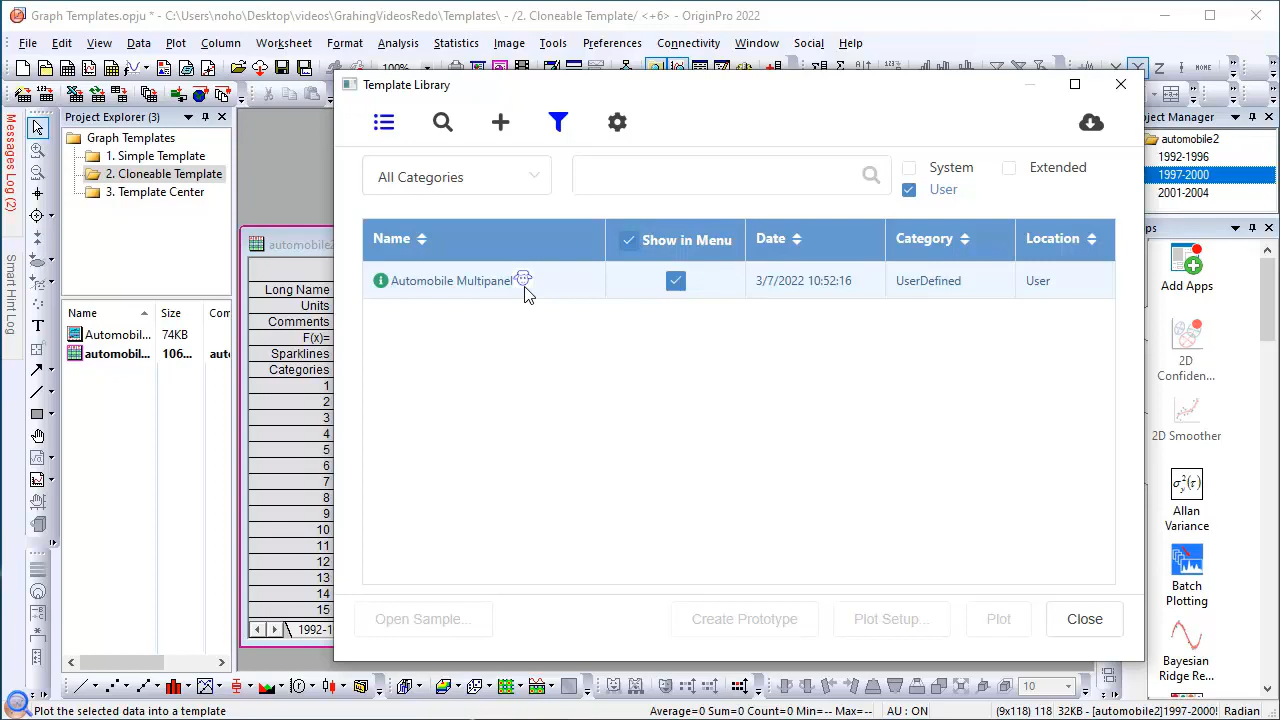 Graph Templates.opju * - C:\Users\noho\Desktop\videos\GrahingVideosRedo\Templates\ - /2. Cloneable Template/ <+6> - OriginPro 2022
File Edit View Data Plot Column Worksheet Format Analysis Statistics Image Tools Preferences Connectivity Window Social Help
100%
Z
NONE
Messages Log (2)
Smart Hint Log
Project Explorer (3)
Graph Templates
1. Simple Template
2. Cloneable Template
3. Template Center
Name Size Com
Automobil... 74KB
automobil... 106... aut
T
automobile2
Long Name
Units
Comments
F(x)=
Sparklines
Categories
1
2
3
4
5
6
7
8
9
10
11
12
13
14
15
1992-1
Template Library
All Categories
System
Extended
User
Name Show in Menu Date Category Location
Automobile Multipanel 3/7/2022 10:52:16 UserDefined User
Open Sample... Create Prototype Plot Setup... Plot Close
ject Manager
automobile2
1992-1996
1997-2000
2001-2004
ps
Add Apps
2D
Confiden...
2D Smoother
Allan
Variance
Batch
Plotting
Bayesian
Ridge Re...
10
Plot the selected data into a template
Average=0 Sum=0 Count=0 Min=-- Max=-- AU : ON (9x118) 118 32KB - [automobile2]1997-2000! Radian